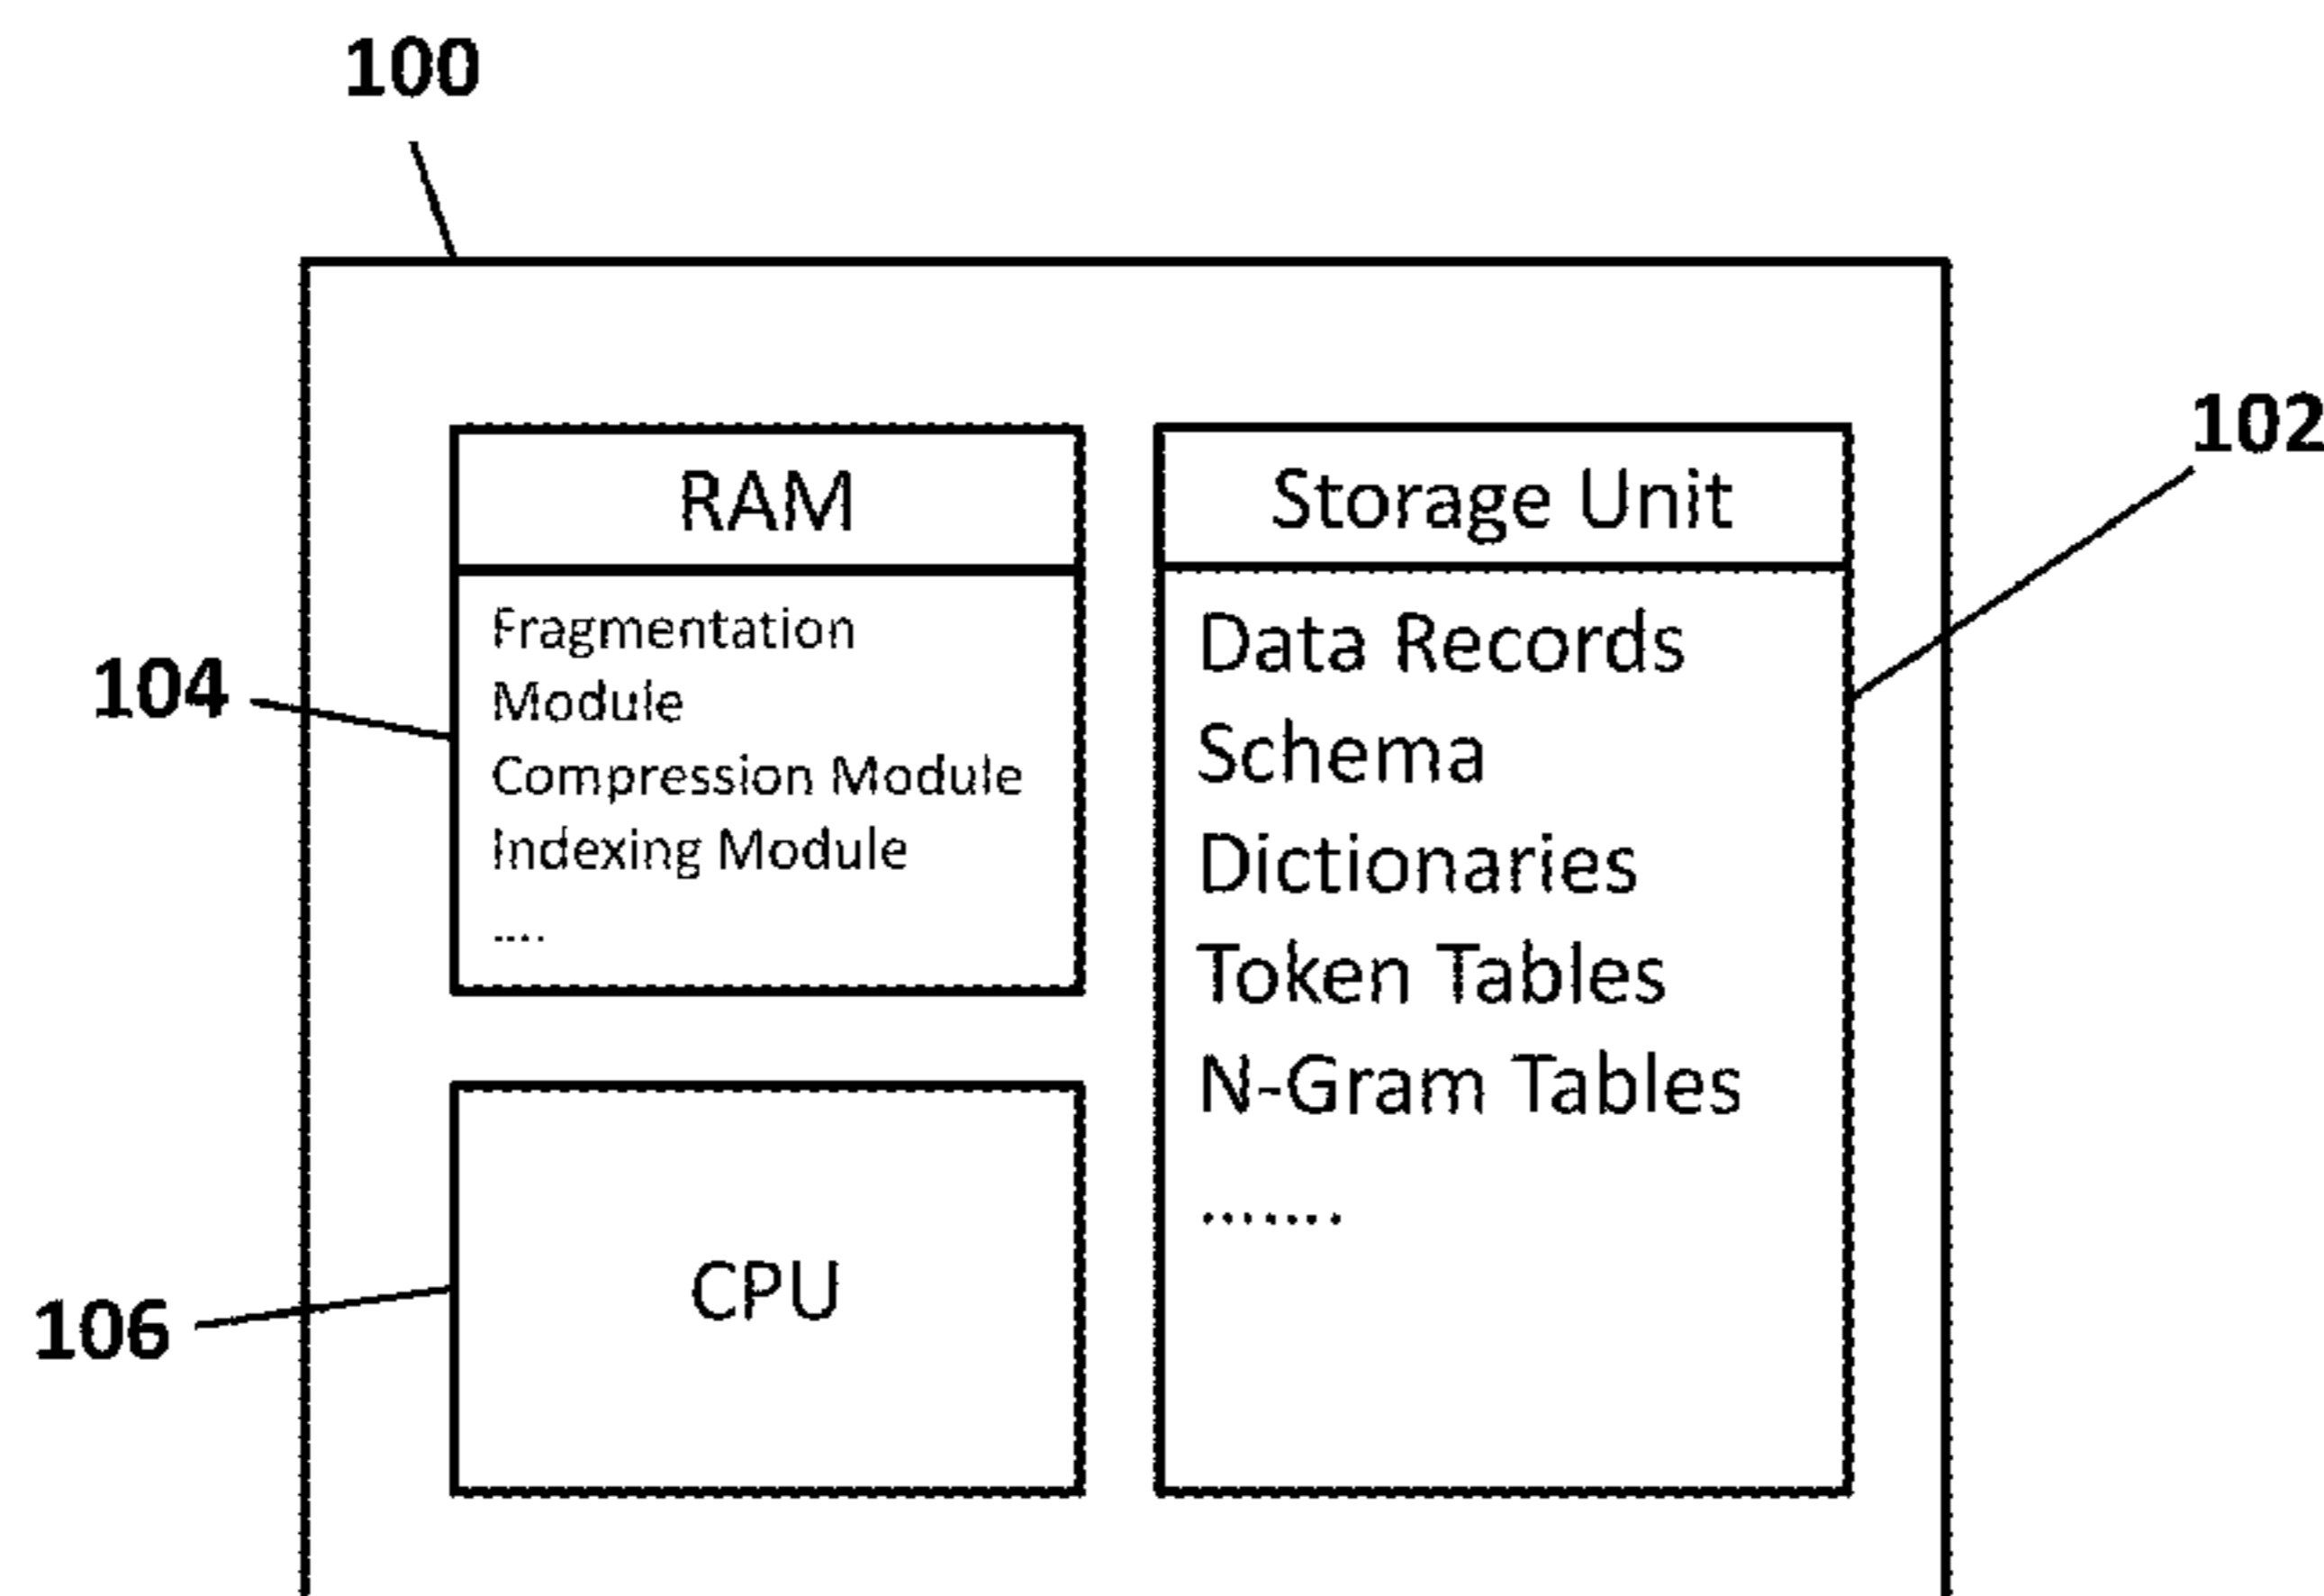 100
102
RAM
Fragmentation
Module
Compression Module
Indexing Module
....
Storage Unit
Data Records
Schema
Dictionaries
Token Tables
N-Gram Tables
.......
104
CPU
106